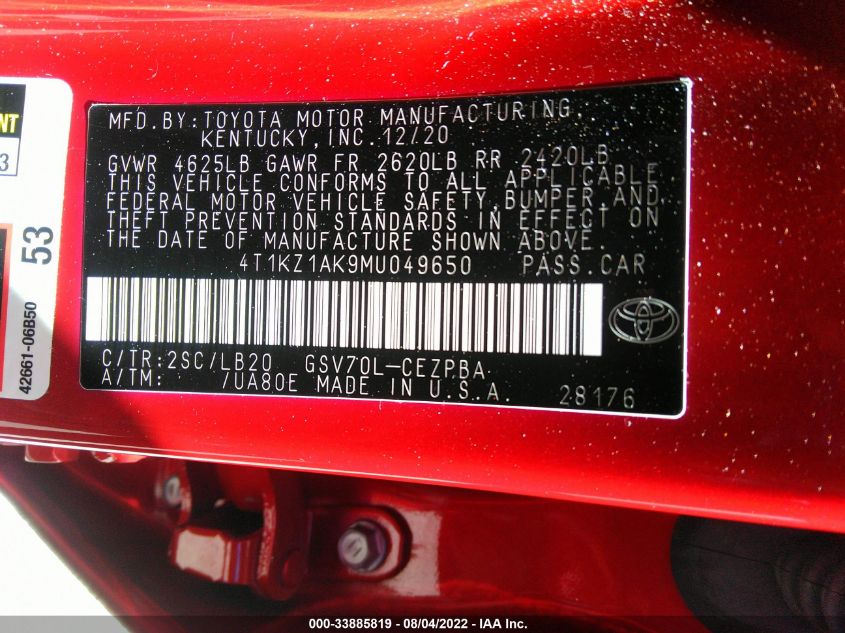 MFD.BY:TOYOTA MOTOR MANUFACTURING
KENTUCKY, INC. 12/20
GVWR 4625LB GAWR FR 2620LB RR 2420LB
THIS VEHICLE CONFORMS TO ALL APPLICABLE
FEDERAL MOTOR VEHICLE SAFETY,BUMPER,AND
THEFT PREVENTION STANDARDS IN EFFECT ON
THE DATE OF MANUFACTURE SHOWN ABOVE.
4T1KZ1AK9MU049650 PASS.CAR
C/TR:2SC/LB20 GSV70L-CEZPBA
A/TM: /UA80E MADE IN U.S.A. 28176
3
53
42661-06B50
000-33885819 - 08/04/2022 - IAA Inc.